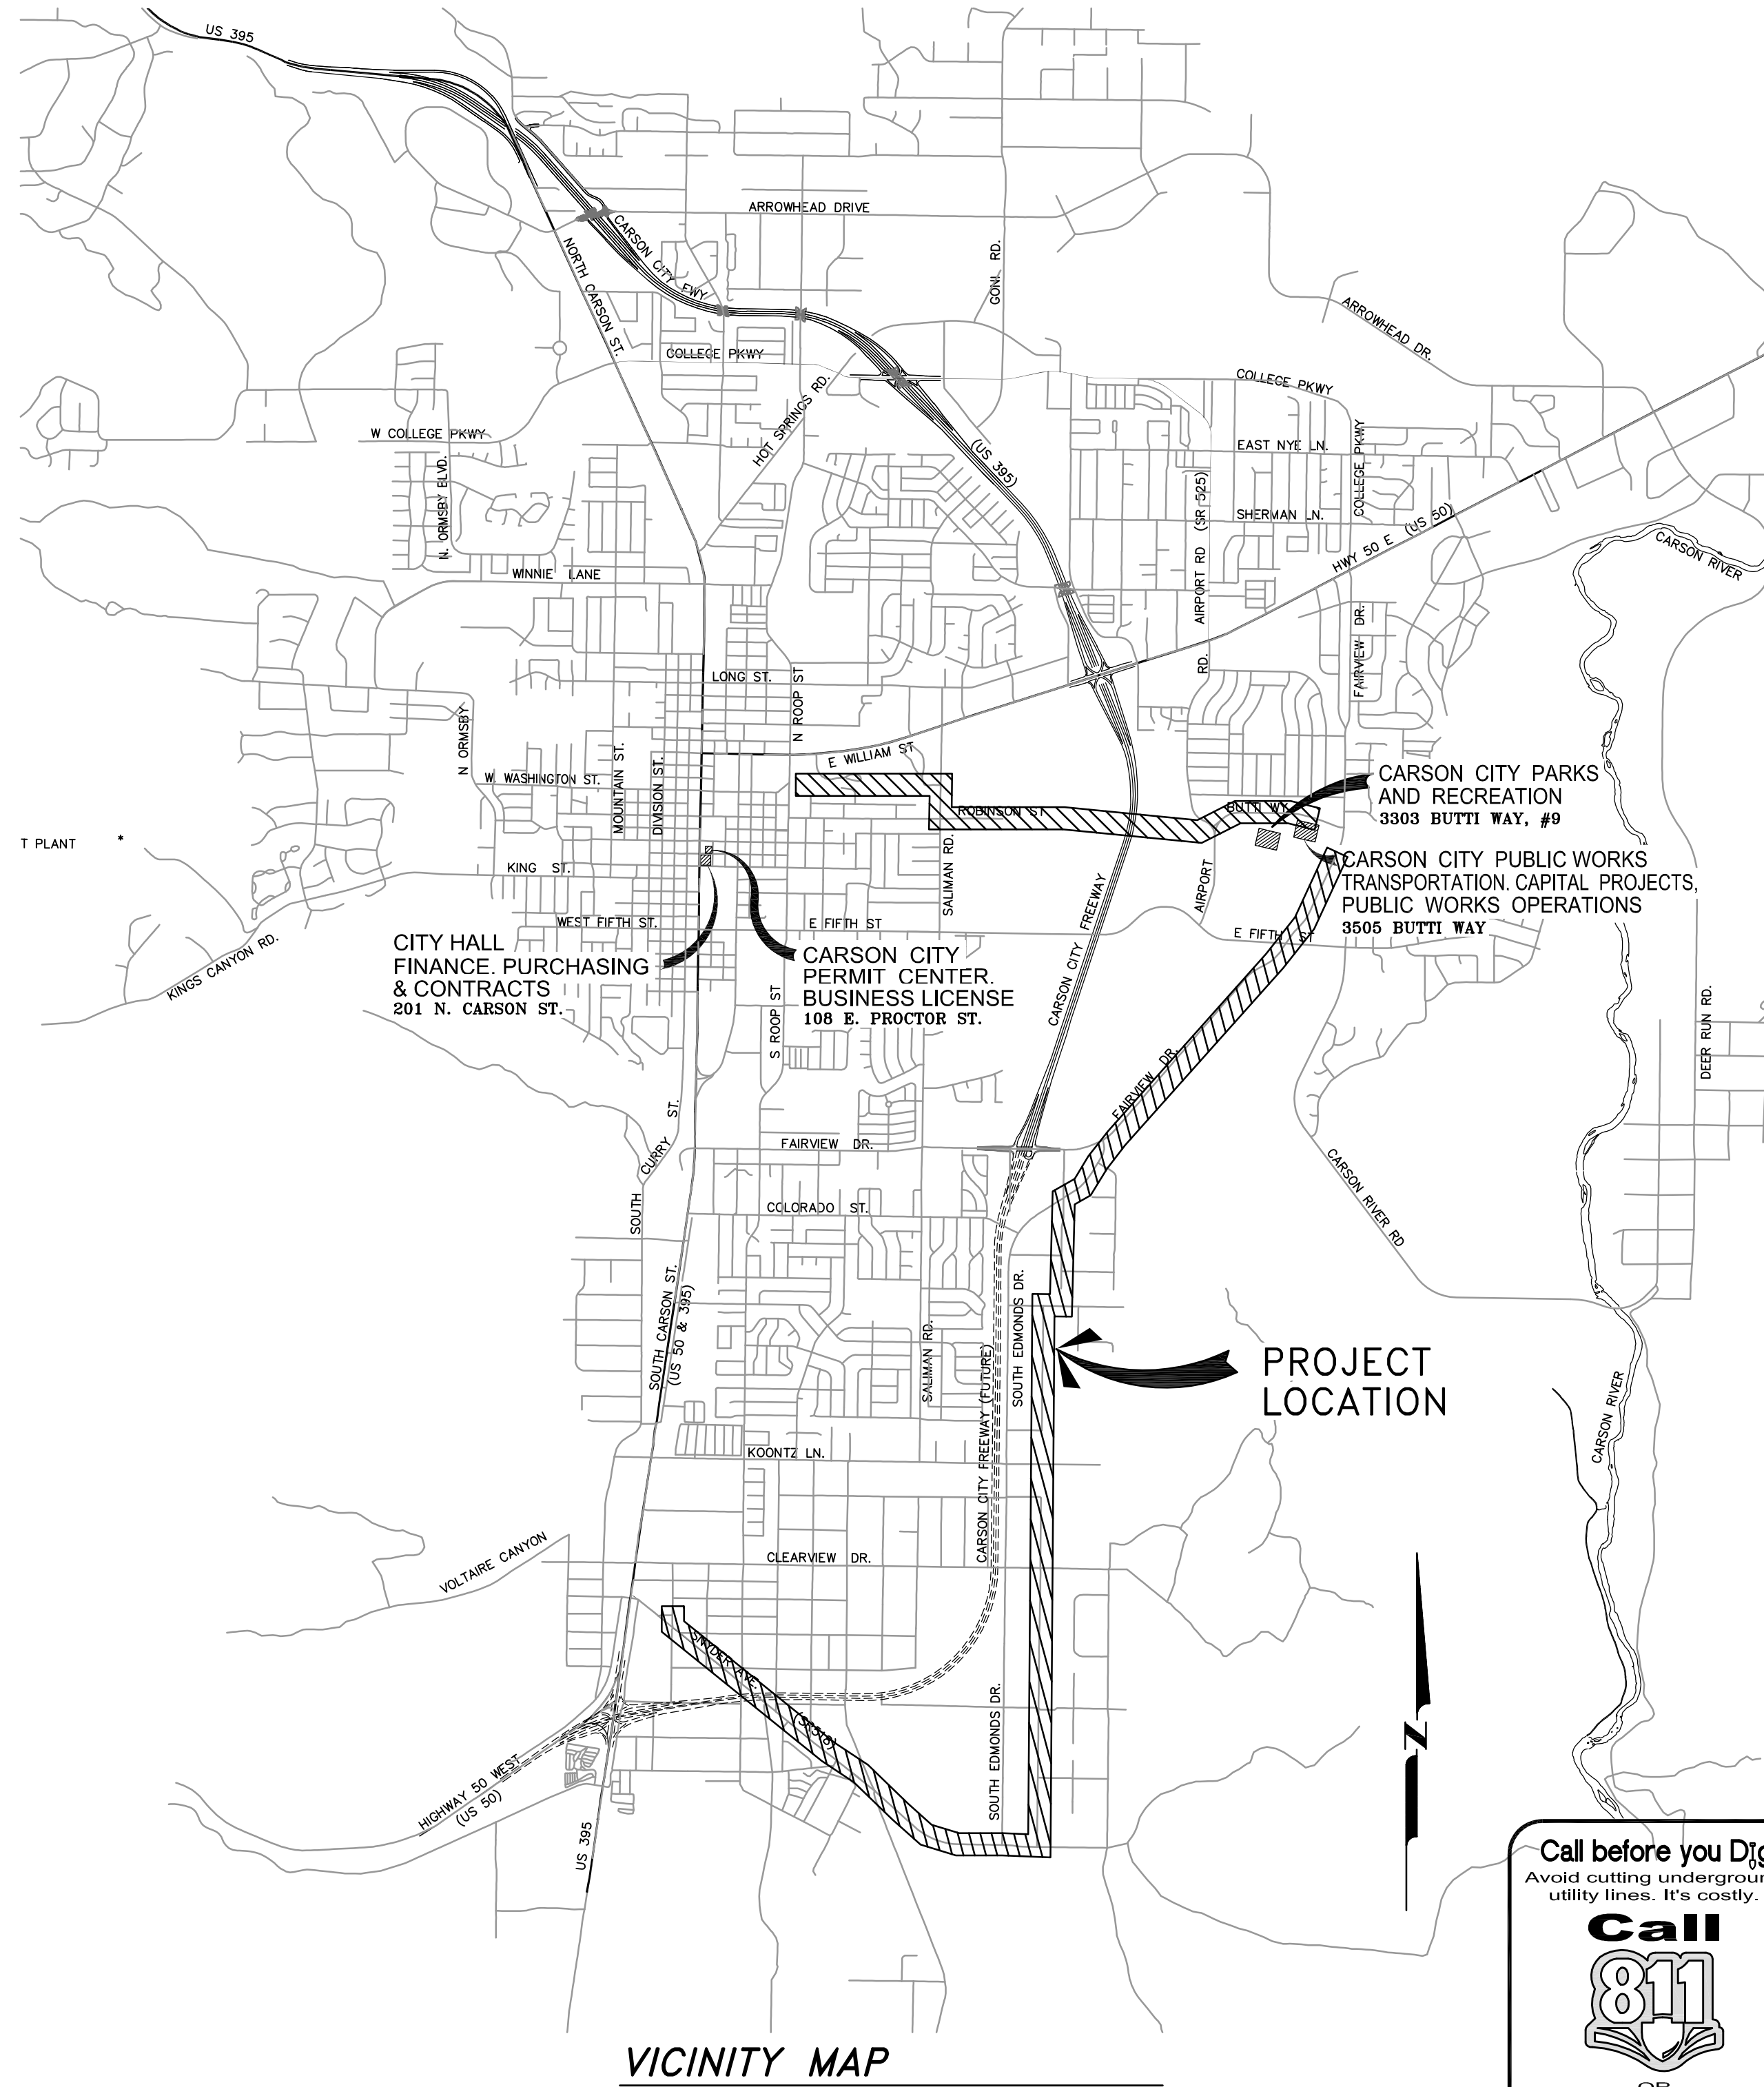 US 395
ARROWHEAD DRIVE
CARSON CITY FWY
NORTH CARSON ST.
GONI RD.
ARROWHEAD DR.
COLLEGE PKWY
COLLEGE PKWY
HOT SPRINGS RD.
W COLLEGE PKWY
N. ORMSBY BLVD.
(US 395)
EAST NYE LN.
COLLEGE PKWY
AIRPORT RD (SR 525)
SHERMAN LN.
HWY 50 E (US 50)
CARSON RIVER
WINNIE LANE
FAIRVIEW DR.
RD.
LONG ST.
N ROOP ST
N ORMSBY
MOUNTAIN ST.
DIVISION ST.
E WILLIAM ST
W. WASHINGTON ST.
CARSON CITY PARKS
AND RECREATION
3303 BUTTI WAY, #9
BUTTI WY
ROBINSON ST
T PLANT *
SALIMAN RD.
KING ST.
AIRPORT
CARSON CITY PUBLIC WORKS
TRANSPORTATION. CAPITAL PROJECTS,
PUBLIC WORKS OPERATIONS
3505 BUTTI WAY
WEST FIFTH ST.
E FIFTH ST
E FIFTH ST
KINGS CANYON RD.
CITY HALL
FINANCE. PURCHASING
& CONTRACTS
201 N. CARSON ST.
CARSON CITY
PERMIT CENTER.
BUSINESS LICENSE
108 E. PROCTOR ST.
CARSON CITY FREEWAY
S ROOP ST
DEER RUN RD.
FAIRVIEW DR.
FAIRVIEW DR.
SOUTH CURRY ST.
COLORADO ST.
CARSON RIVER RD
SOUTH CARSON ST.
(US 50 & 395)
SALIMAN RD.
CARSON CITY FREEWAY (FUTURE)
SOUTH EDMONDS DR.
PROJECT
LOCATION
CARSON RIVER
KOONTZ LN.
VOLTAIRE CANYON
CLEARVIEW DR.
SNYDER AVE.
(S 518)
SOUTH EDMONDS DR.
N
HIGHWAY 50 WEST
(US 50)
US 395
Call before you Dig
Avoid cutting undergroun
utility lines. It's costly.
Call
811
OR
VICINITY MAP